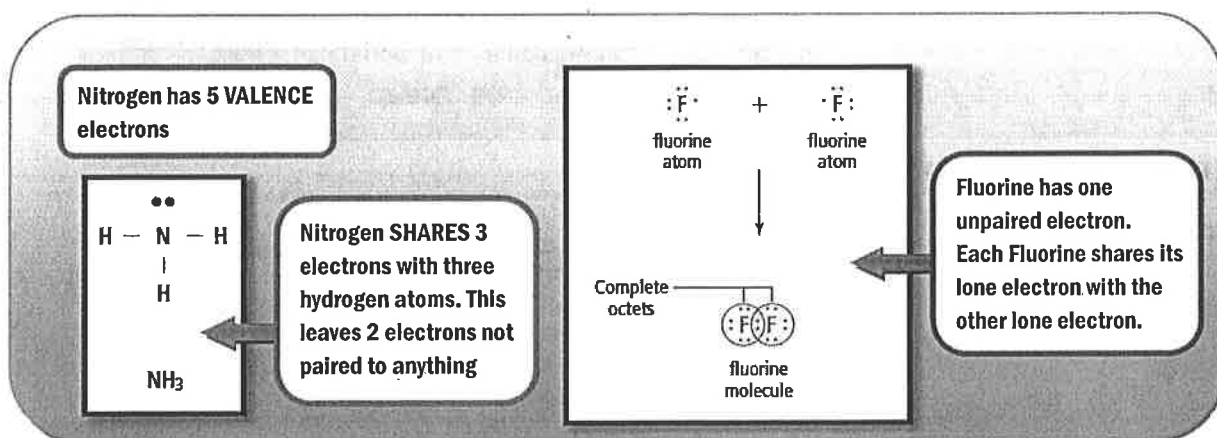 Nitrogen has 5 VALENCE
electrons
H – N – H
H
NH₃
Nitrogen SHARES 3
electrons with three
hydrogen atoms. This
leaves 2 electrons not
paired to anything
F + F
fluorine atom
fluorine atom
Complete
octets
F F
fluorine
molecule
Fluorine has one
unpaired electron.
Each Fluorine shares its
lone electron with the
other lone electron.